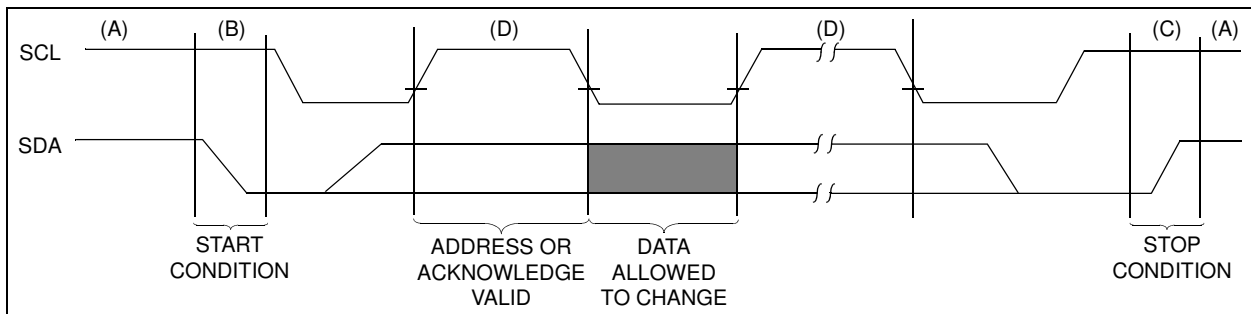 (A) (B) (D) (D) (C) (A)
SCL
SDA
START
CONDITION
ADDRESS OR
ACKNOWLEDGE
VALID
DATA
ALLOWED
TO CHANGE
STOP
CONDITION